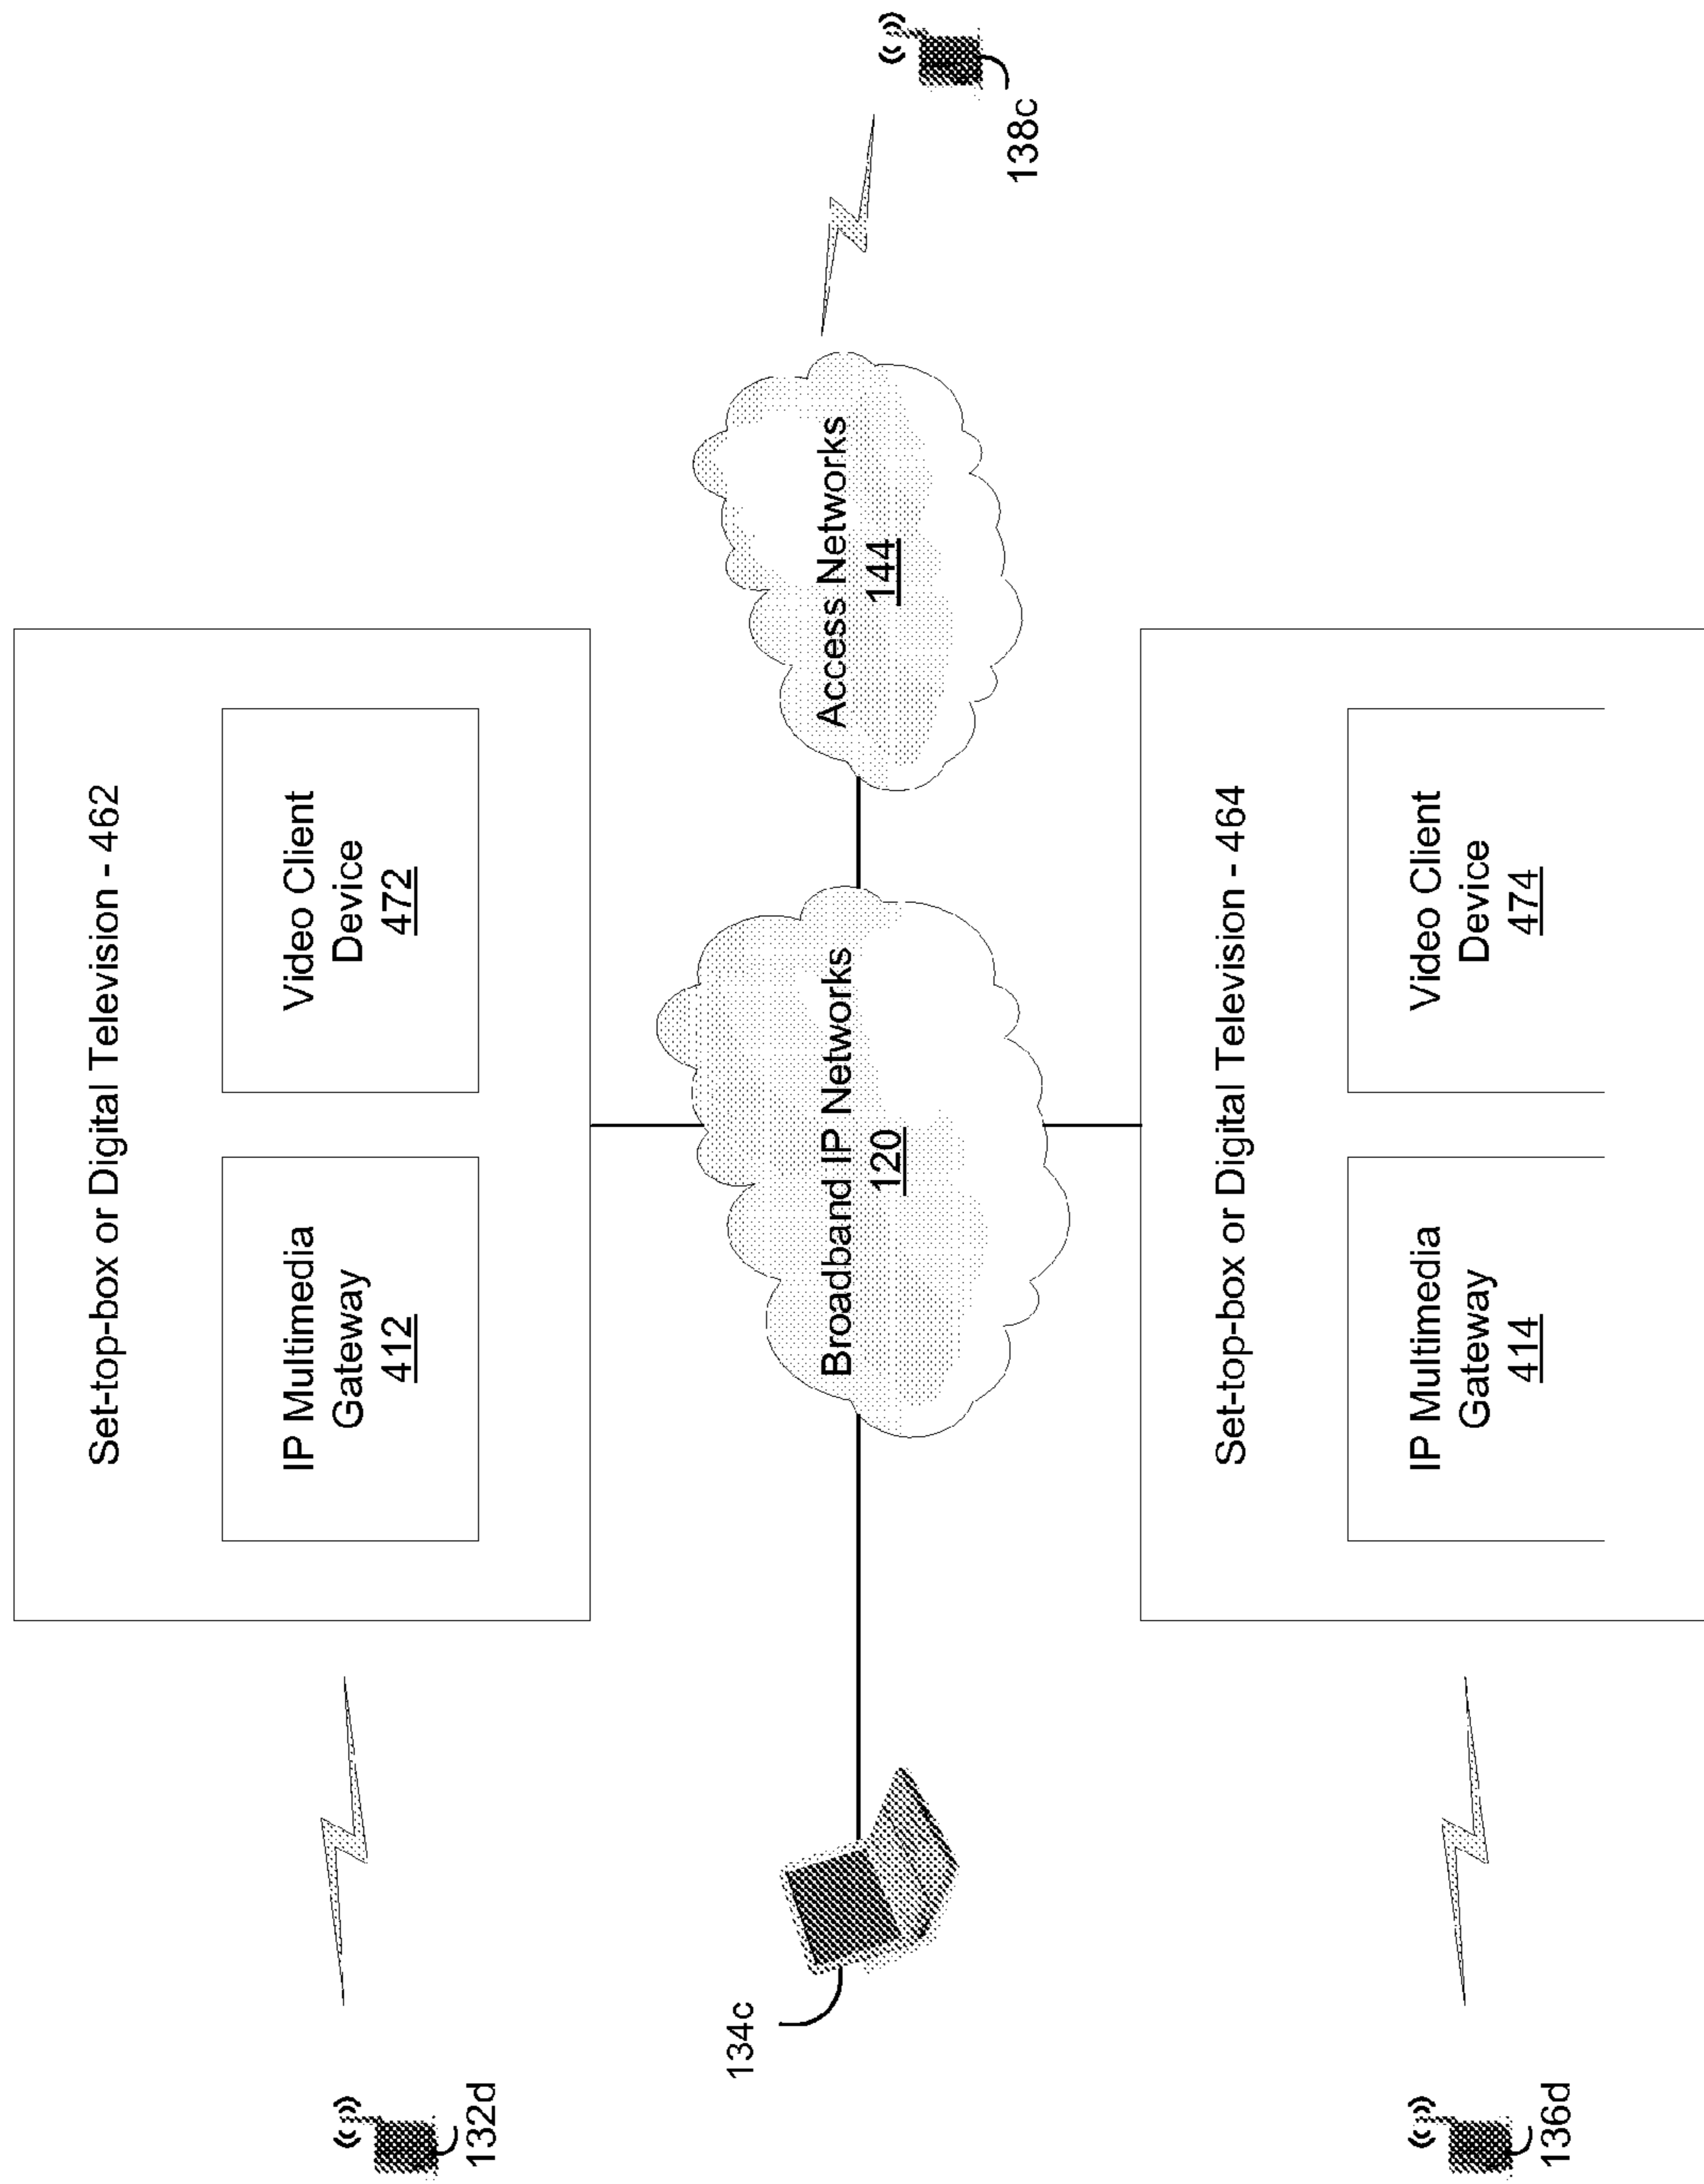 Set-top-box or Digital Television - 462
IP Multimedia
Gateway
412
Video Client
Device
472
132d
134c
Broadband IP Networks
120
Access Networks
144
138c
Set-top-box or Digital Television - 464
IP Multimedia
Gateway
414
Video Client
Device
474
136d